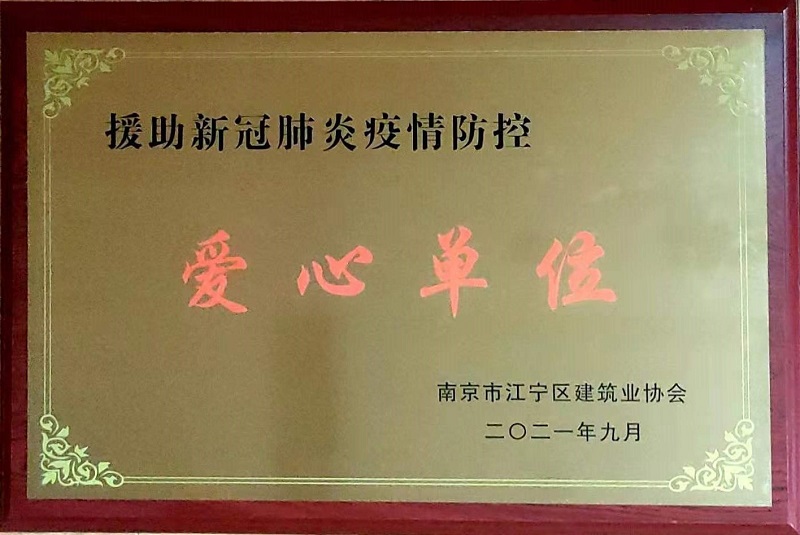 援助新冠肺炎疫情防控
爱心单位
南京市江宁区建筑业协会
二〇二一年九月